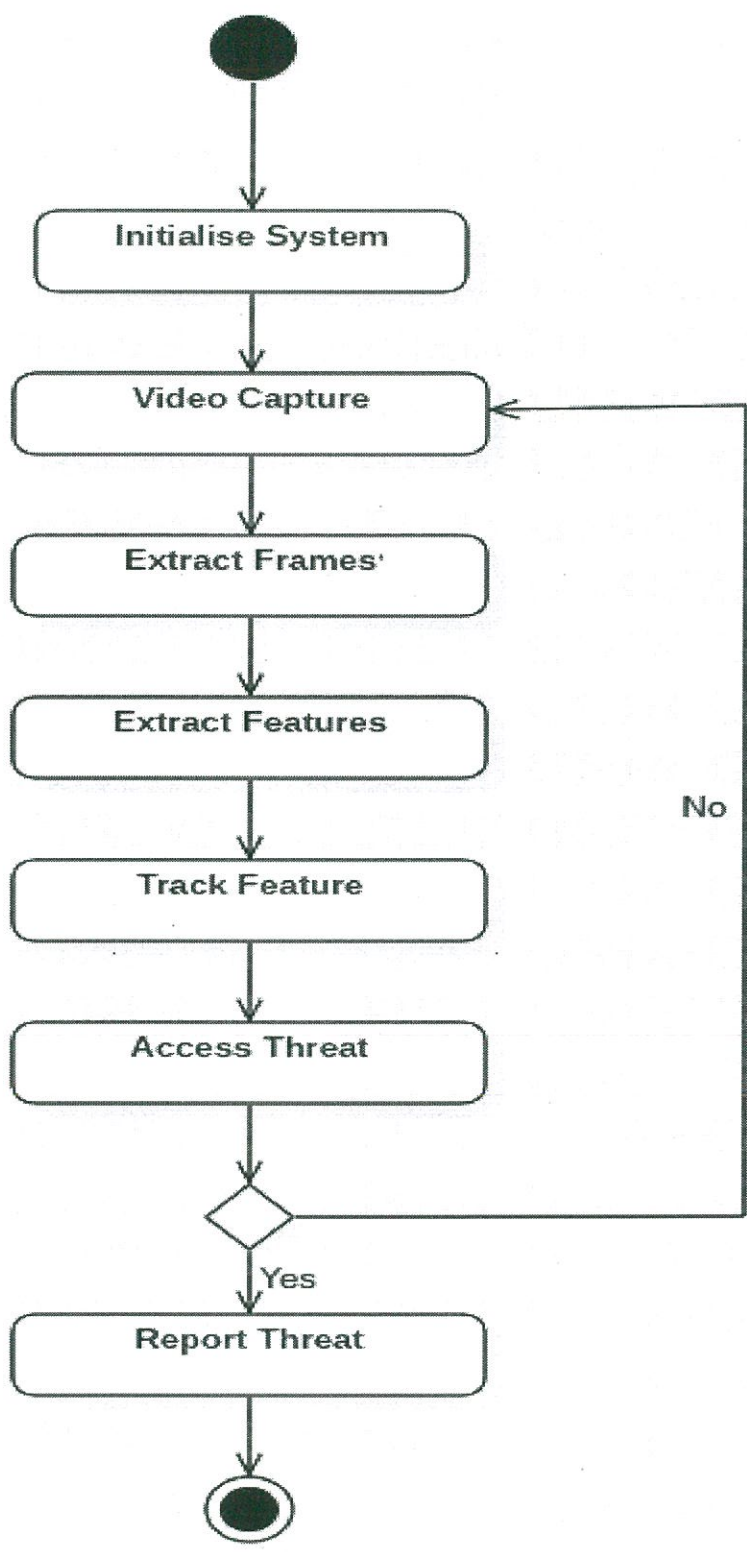 Initialise System
Video Capture
Extract Frames
Extract Features
Track Feature
Access Threat
No
Yes
Report Threat